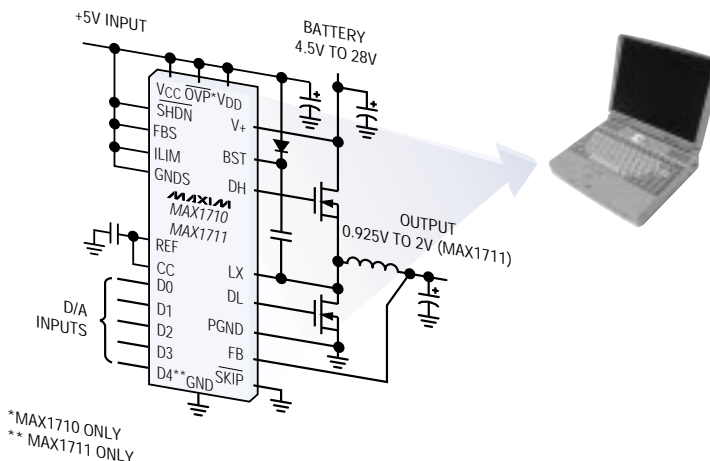 +5V INPUT
BATTERY
4.5V TO 28V
VCC OVP*VDD
SHDN
FBS
ILIM
GNDS
V+
BST
DH
MAXIM
MAX1710
MAX1711
OUTPUT
0.925V TO 2V (MAX1711)
REF
CC
D0
D1
D2
D3
D4**GND
LX
DL
PGND
FB
SKIP
D/A
INPUTS
*MAX1710 ONLY
** MAX1711 ONLY